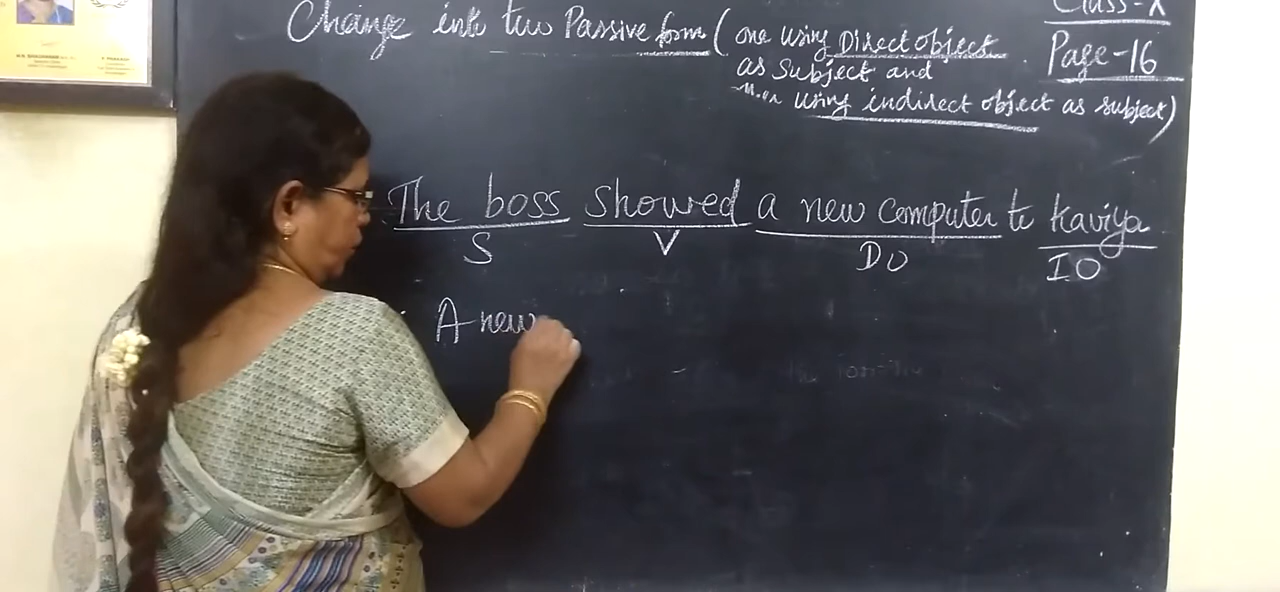 Change into two Passive form ( one using Direct object
as subject and
using indirect object as subject)
Class-X
Page-16
The boss showed a new computer to Kaviya
S V DO IO
A new